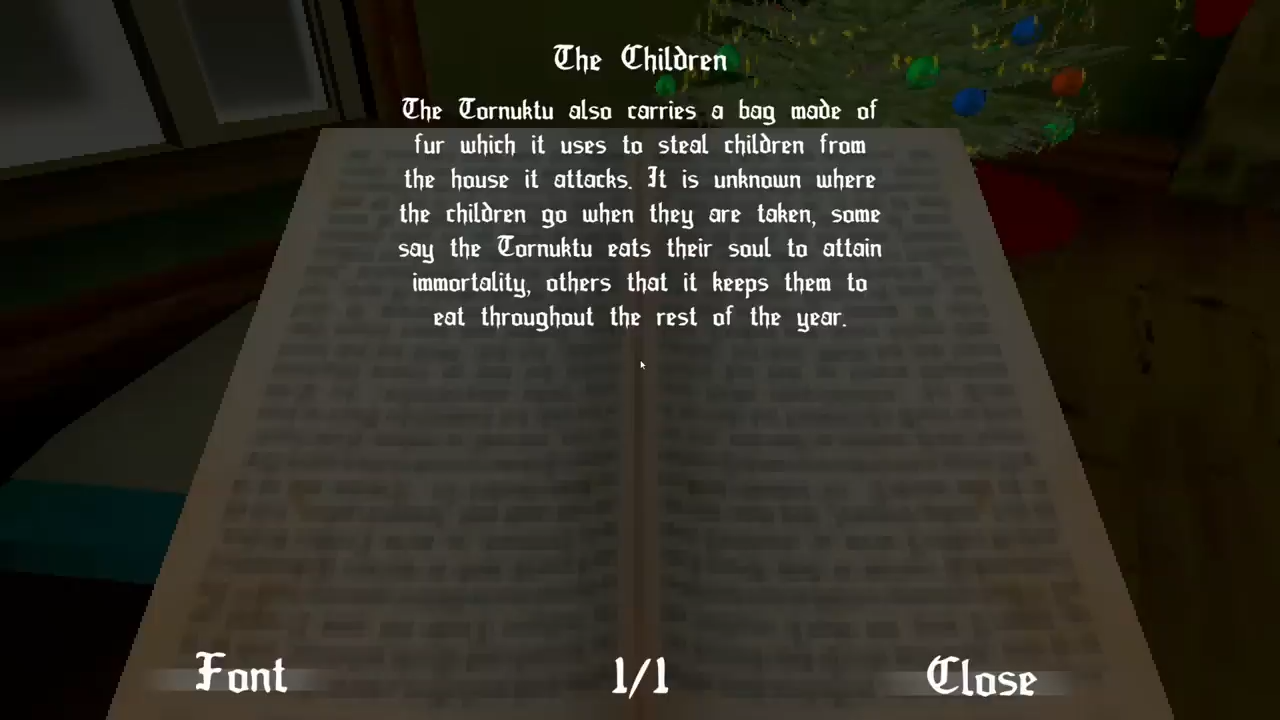 The Children
The Tornuktu also carries a bag made of
fur which it uses to steal children from
the house it attacks. It is unknown where
the children go when they are taken, some
say the Tornuktu eats their soul to attain
immortality, others that it keeps them to
eat throughout the rest of the year.
Font
1/1
Close